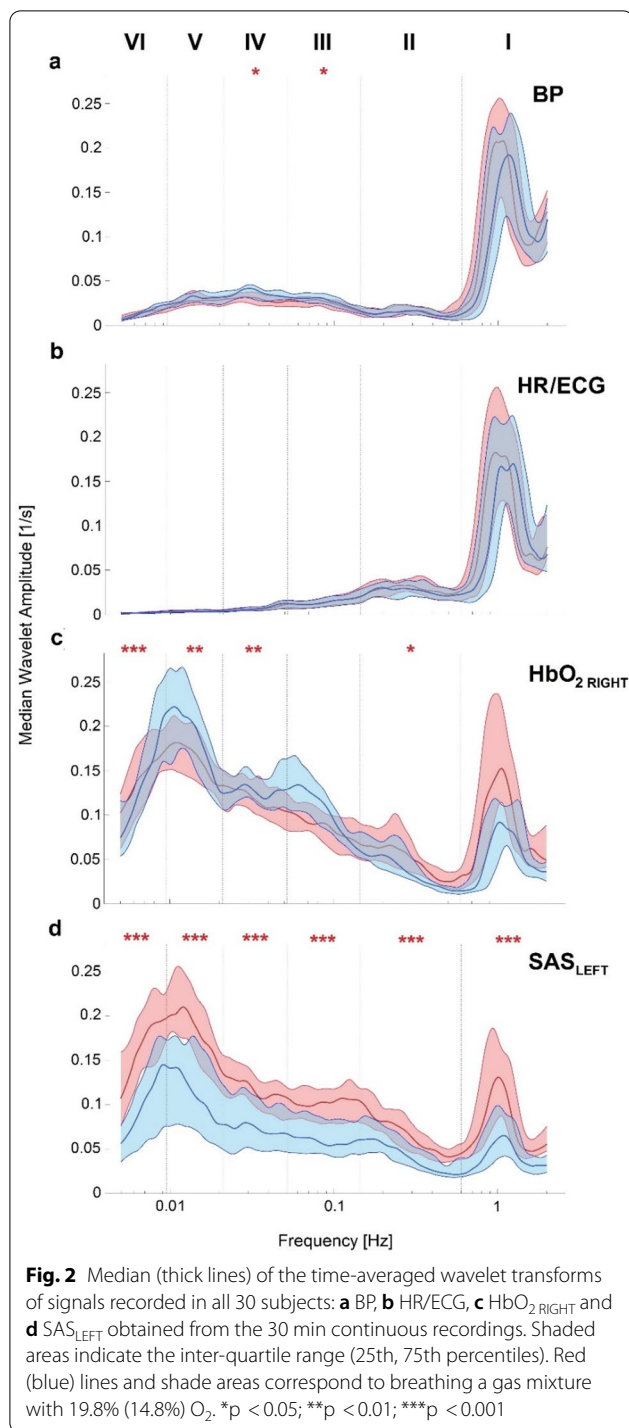 VI V IV III II I
a * * BP
0.25
0.2
0.15
0.1
0.05
0
b HR/ECG
0.25
0.2
0.15
0.1
0.05
0
Median Wavelet Amplitude [1/s]
c *** ** ** * HbO2 RIGHT
0.25
0.2
0.15
0.1
0.05
0
d *** *** *** *** *** *** SASLEFT
0.25
0.2
0.15
0.1
0.05
0
0.01 0.1 1
Frequency [Hz]
Fig. 2 Median (thick lines) of the time-averaged wavelet transforms
of signals recorded in all 30 subjects: a BP, b HR/ECG, c HbO2 RIGHT and
d SASLEFT obtained from the 30 min continuous recordings. Shaded
areas indicate the inter-quartile range (25th, 75th percentiles). Red
(blue) lines and shade areas correspond to breathing a gas mixture
with 19.8% (14.8%) O2. *p < 0.05; **p < 0.01; ***p < 0.001